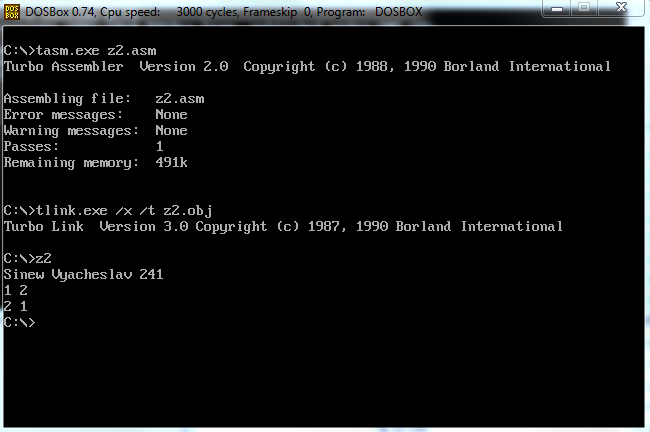 DOS BOX DOSBox 0.74, Cpu speed: 3000 cycles, Frameskip 0, Program: DOSBOX
C:\>tasm.exe z2.asm
Turbo Assembler Version 2.0 Copyright (c) 1988, 1990 Borland International
Assembling file: z2.asm
Error messages: None
Warning messages: None
Passes: 1
Remaining memory: 491k
C:\>tlink.exe /x /t z2.obj
Turbo Link Version 3.0 Copyright (c) 1987, 1990 Borland International
C:\>z2
Sinew Vyacheslav 241
1 2
2 1
C:\>